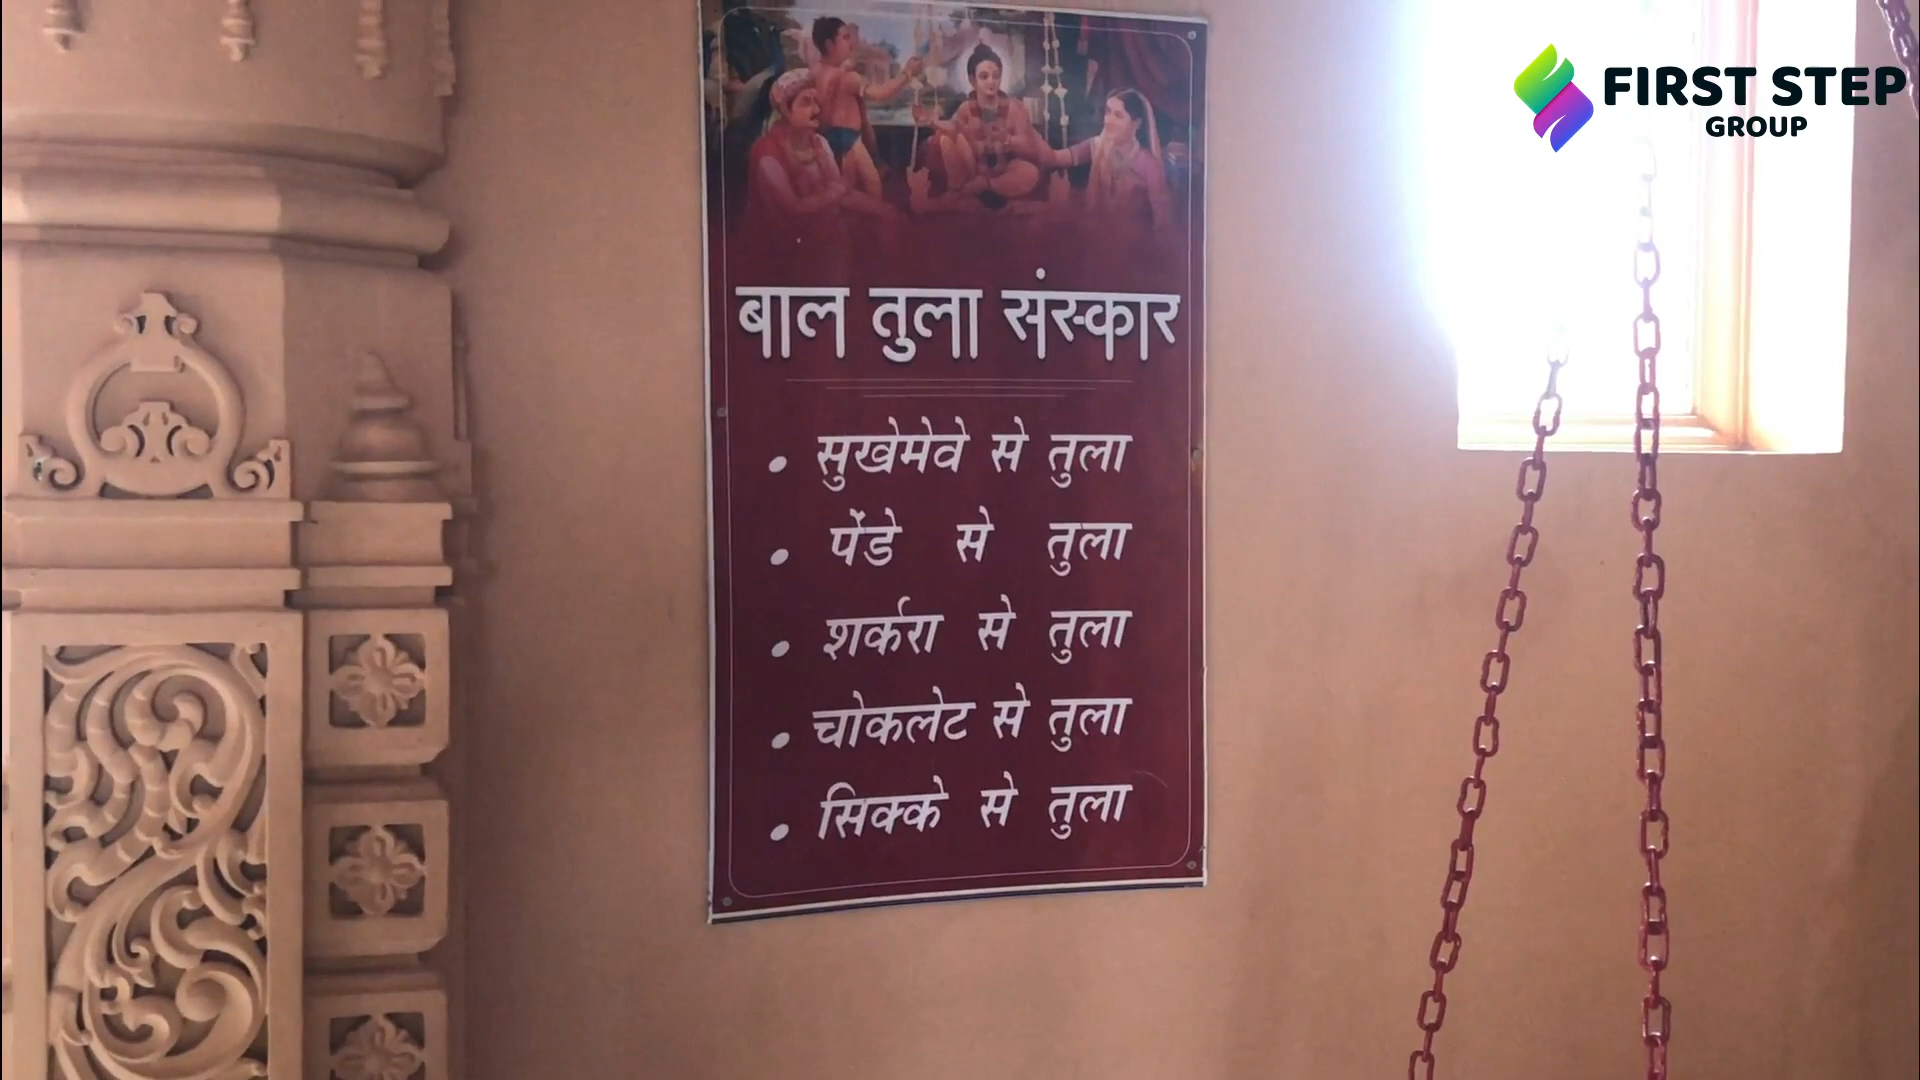 FIRST STEP
GROUP
बाल तुला संस्कार
• सुखेमेवे से तुला
• पेंडे से तुला
• शर्करा से तुला
• चोकलेट से तुला
• सिक्के से तुला